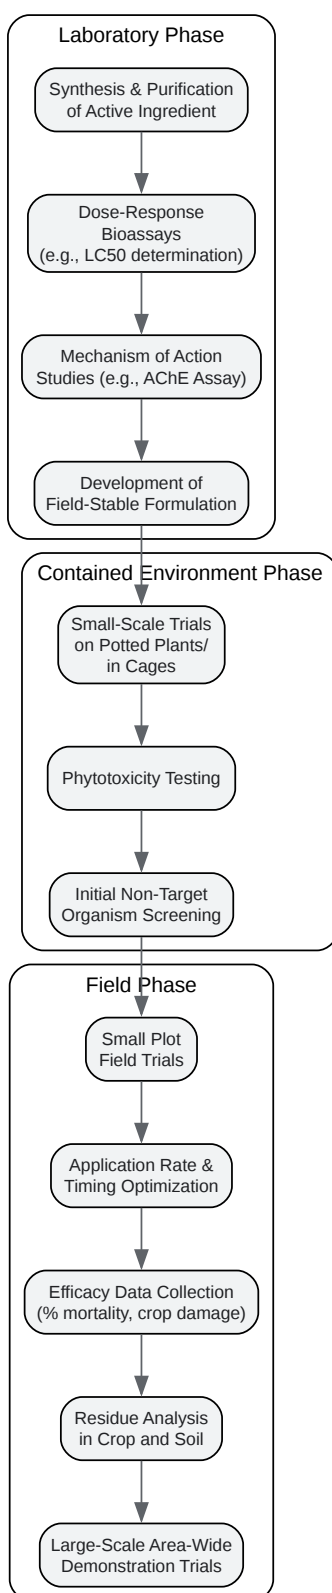 Laboratory Phase
Synthesis & Purification
of Active Ingredient
Dose-Response
Bioassays
(e.g., LC50 determination)
Mechanism of Action
Studies (e.g., AChE Assay)
Development of
Field-Stable Formulation
Contained Environment Phase
Small-Scale Trials
on Potted Plants/
in Cages
Phytotoxicity Testing
Initial Non-Target
Organism Screening
Field Phase
Small Plot
Field Trials
Application Rate &
Timing Optimization
Efficacy Data Collection
(% mortality, crop damage)
Residue Analysis
in Crop and Soil
Large-Scale Area-Wide
Demonstration Trials